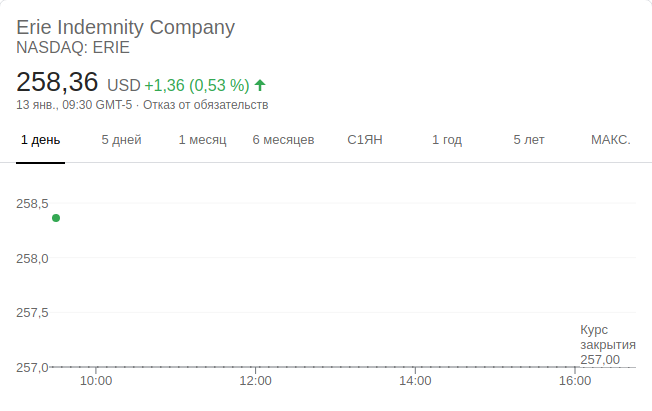 Erie Indemnity Company
NASDAQ: ERIE
258,36 USD +1,36 (0,53 %)
13 янв., 09:30 GMT-5 · Отказ от обязательств
1 день 5 дней 1 месяц 6 месяцев С1ЯН 1 год 5 лет МАКС.
258,5
258,0
257,5
Курс
закрытия
257,00
257,0
10:00 12:00 14:00 16:00